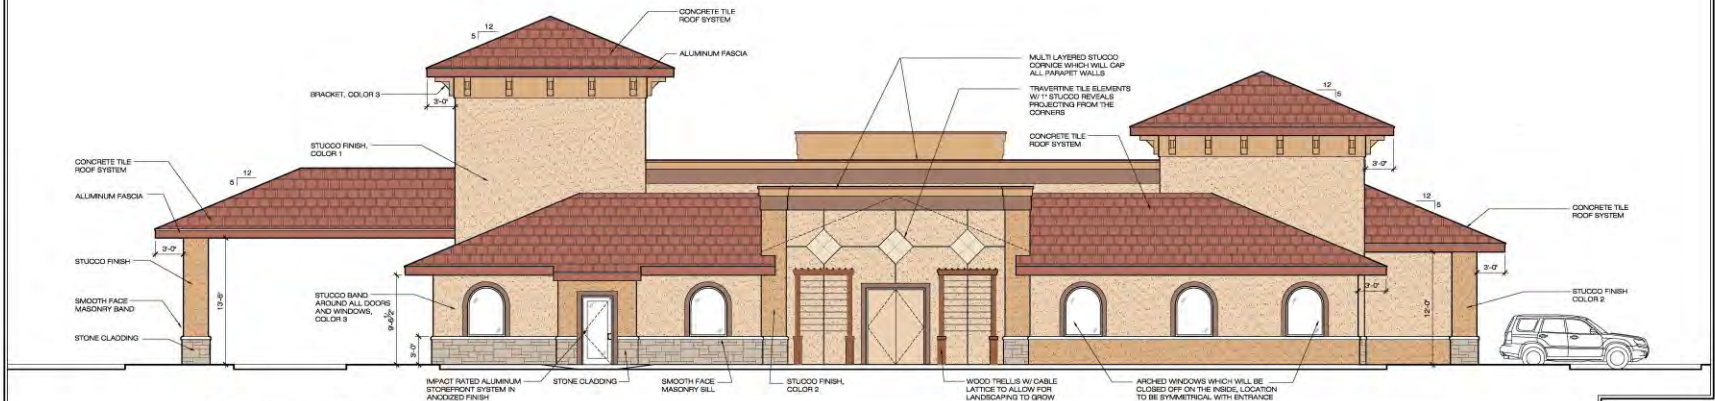 CONCRETE TILE
ROOF SYSTEM
12
5
ALUMINUM FASCIA
BRACKET, COLOR 3
3'-0"
MULTI LAYERED STUCCO
CORNICE WHICH WILL CAP
ALL PARAPET WALLS
TRAVERTINE TILE ELEMENTS
W/ 1" STUCCO REVEALS
PROJECTING FROM THE
CORNERS
CONCRETE TILE
ROOF SYSTEM
12
5
3'-0"
STUCCO FINISH,
COLOR 1
CONCRETE TILE
ROOF SYSTEM
12
5
ALUMINUM FASCIA
3'-0"
STUCCO FINISH
SMOOTH FACE
MASONRY BAND
STONE CLADDING
13'-8"
STUCCO BAND
AROUND ALL DOORS
AND WINDOWS,
COLOR 3
3'-0"
12
5
CONCRETE TILE
ROOF SYSTEM
3'-0"
3'-0"
12'-0"
STUCCO FINISH
COLOR 2
IMPACT RATED ALUMINUM
STOREFRONT SYSTEM IN
ANODIZED FINISH
STONE CLADDING
SMOOTH FACE
MASONRY SILL
STUCCO FINISH,
COLOR 2
WOOD TRELLIS W/ CABLE
LATTICE TO ALLOW FOR
LANDSCAPING TO GROW
ARCHED WINDOWS WHICH WILL BE
CLOSED OFF ON THE INSIDE, LOCATION
TO BE SYMMETRICAL WITH ENTRANCE